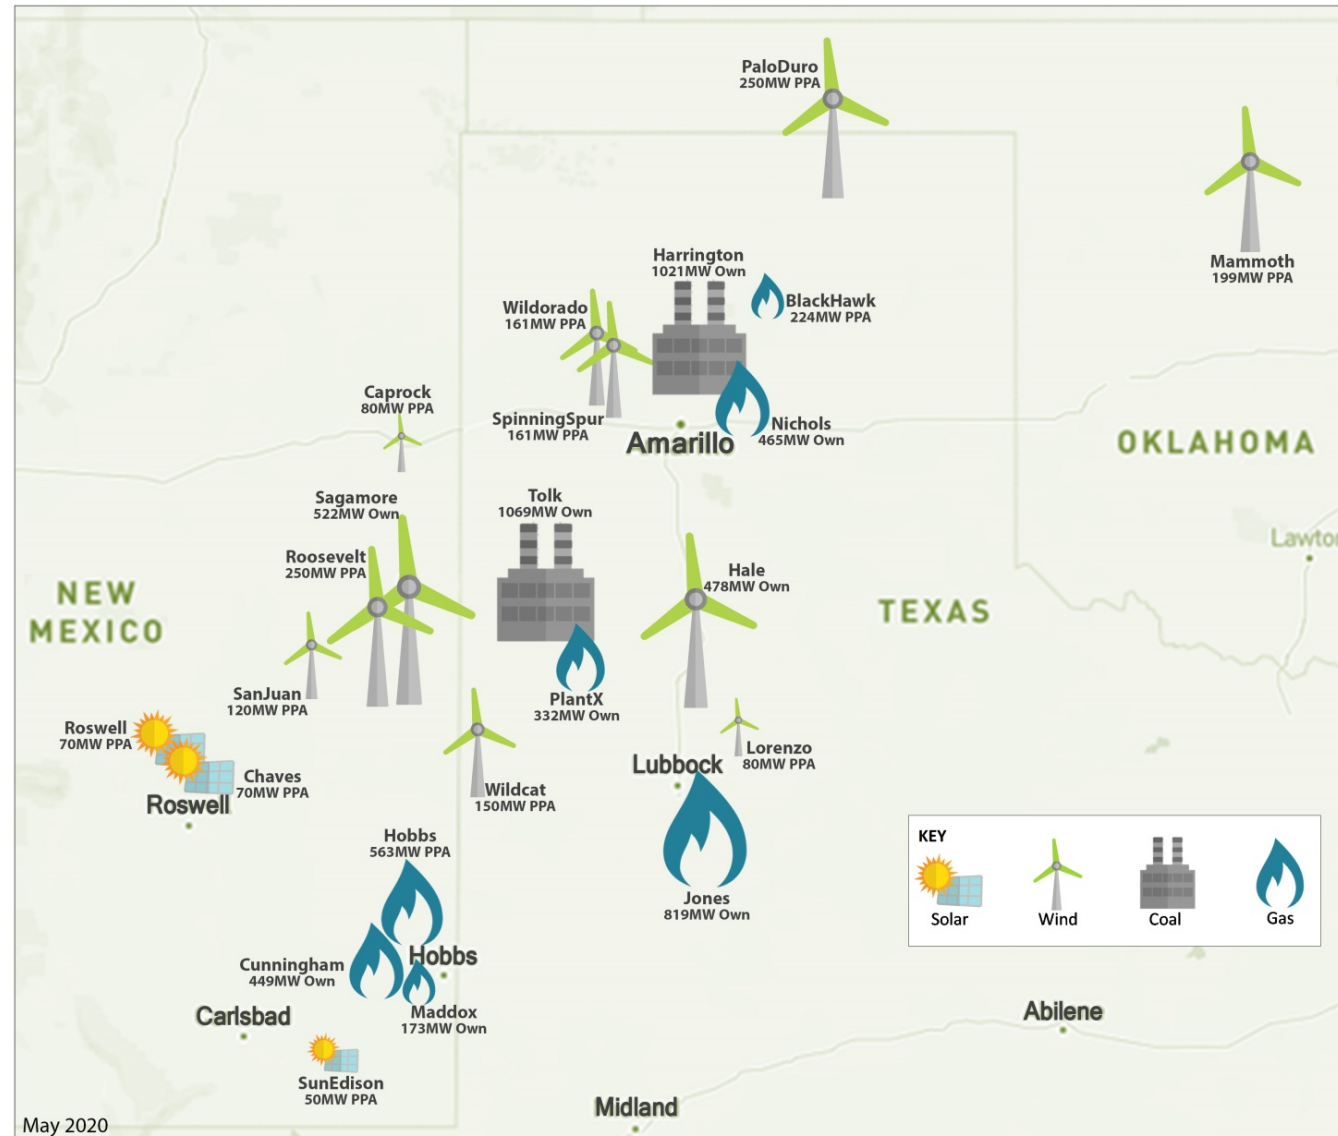 PaloDuro
250MW PPA
Mammoth
199MW PPA
Harrington
1021MW Own
BlackHawk
224MW PPA
Wildorado
161MW PPA
SpinningSpur
161MW PPA
Nichols
465MW Own
Amarillo
Caprock
80MW PPA
OKLAHOMA
Sagamore
522MW Own
Tolk
1069MW Own
Roosevelt
250MW PPA
Hale
478MW Own
Lawton
NEW
MEXICO
TEXAS
SanJuan
120MW PPA
PlantX
332MW Own
Roswell
70MW PPA
Chaves
70MW PPA
Roswell
Wildcat
150MW PPA
Lorenzo
80MW PPA
Lubbock
Jones
819MW Own
Hobbs
563MW PPA
Hobbs
Cunningham
449MW Own
Maddox
173MW Own
Carlsbad
SunEdison
50MW PPA
KEY
Solar
Wind
Coal
Gas
Abilene
Midland
May 2020